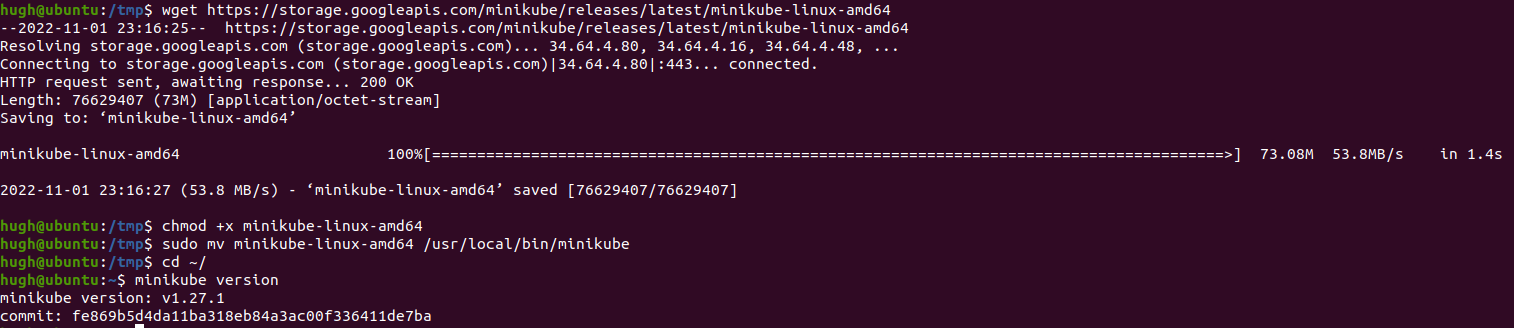 hugh@ubuntu:/tmp$ wget https://storage.googleapis.com/minikube/releases/latest/minikube-linux-amd64
--2022-11-01 23:16:25--  https://storage.googleapis.com/minikube/releases/latest/minikube-linux-amd64
Resolving storage.googleapis.com (storage.googleapis.com)... 34.64.4.80, 34.64.4.16, 34.64.4.48, ...
Connecting to storage.googleapis.com (storage.googleapis.com)|34.64.4.80|:443... connected.
HTTP request sent, awaiting response... 200 OK
Length: 76629407 (73M) [application/octet-stream]
Saving to: ‘minikube-linux-amd64’
minikube-linux-amd64                       100%[========================================================================================>]  73.08M  53.8MB/s    in 1.4s
2022-11-01 23:16:27 (53.8 MB/s) - ‘minikube-linux-amd64’ saved [76629407/76629407]
hugh@ubuntu:/tmp$ chmod +x minikube-linux-amd64
hugh@ubuntu:/tmp$ sudo mv minikube-linux-amd64 /usr/local/bin/minikube
hugh@ubuntu:/tmp$ cd ~/
hugh@ubuntu:~$ minikube version
minikube version: v1.27.1
commit: fe869b5d4da11ba318eb84a3ac00f336411de7ba